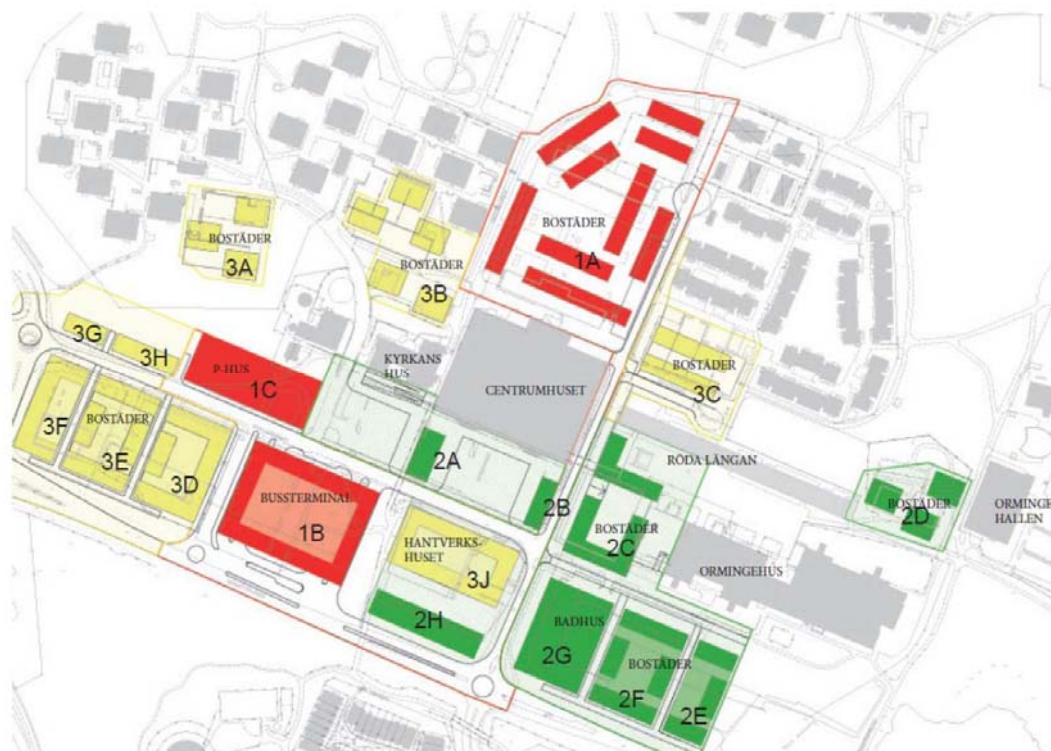 BOSTÄDER
1A
BOSTÄDER
3A
BOSTÄDER
3B
3G
3H
P-HUS
1C
KYRKANS
HUS
CENTRUMHUSET
BOSTÄDER
3C
3F
BOSTÄDER
3E
3D
2A
RÖDA LÄNGAN
BUSSTERMINAL
1B
2B
BOSTÄDER
2C
BOSTÄDER
2D
ORMINGE
HALLEN
HANTVERKS-
HUSET
3J
ORMINGEHUS
2H
BADHUS
2G
BOSTÄDER
2F
2E